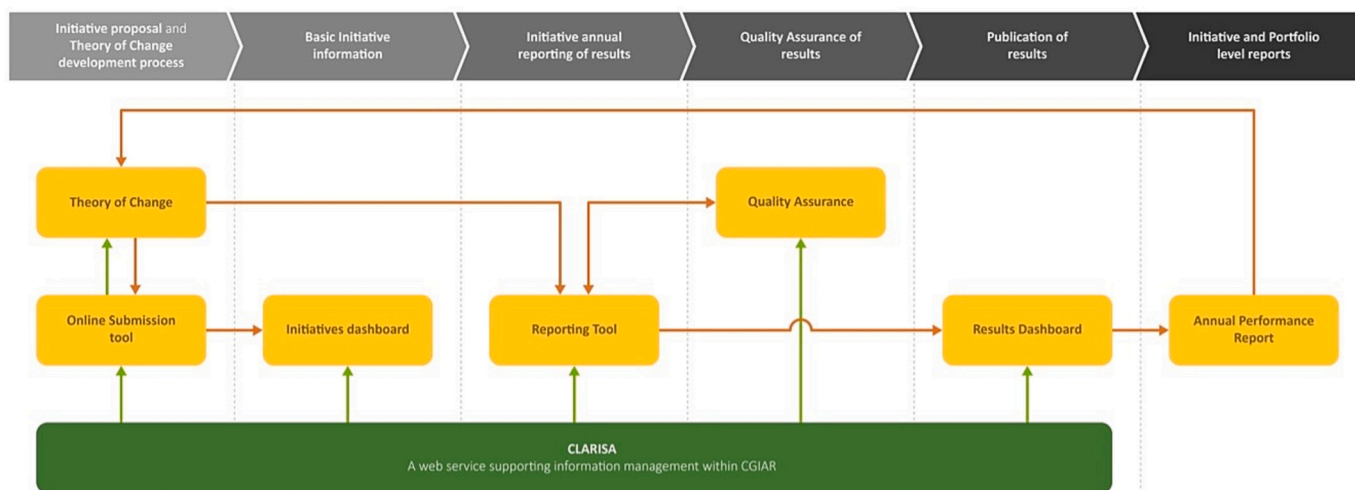 Initiative proposal and
Theory of Change
development process
Basic Initiative
information
Initiative annual
reporting of results
Quality Assurance of
results
Publication of
results
Initiative and Portfolio
level reports
Theory of Change
Quality Assurance
Online Submission
tool
Initiatives dashboard
Reporting Tool
Results Dashboard
Annual Performance
Report
CLARISA
A web service supporting information management within CGIAR